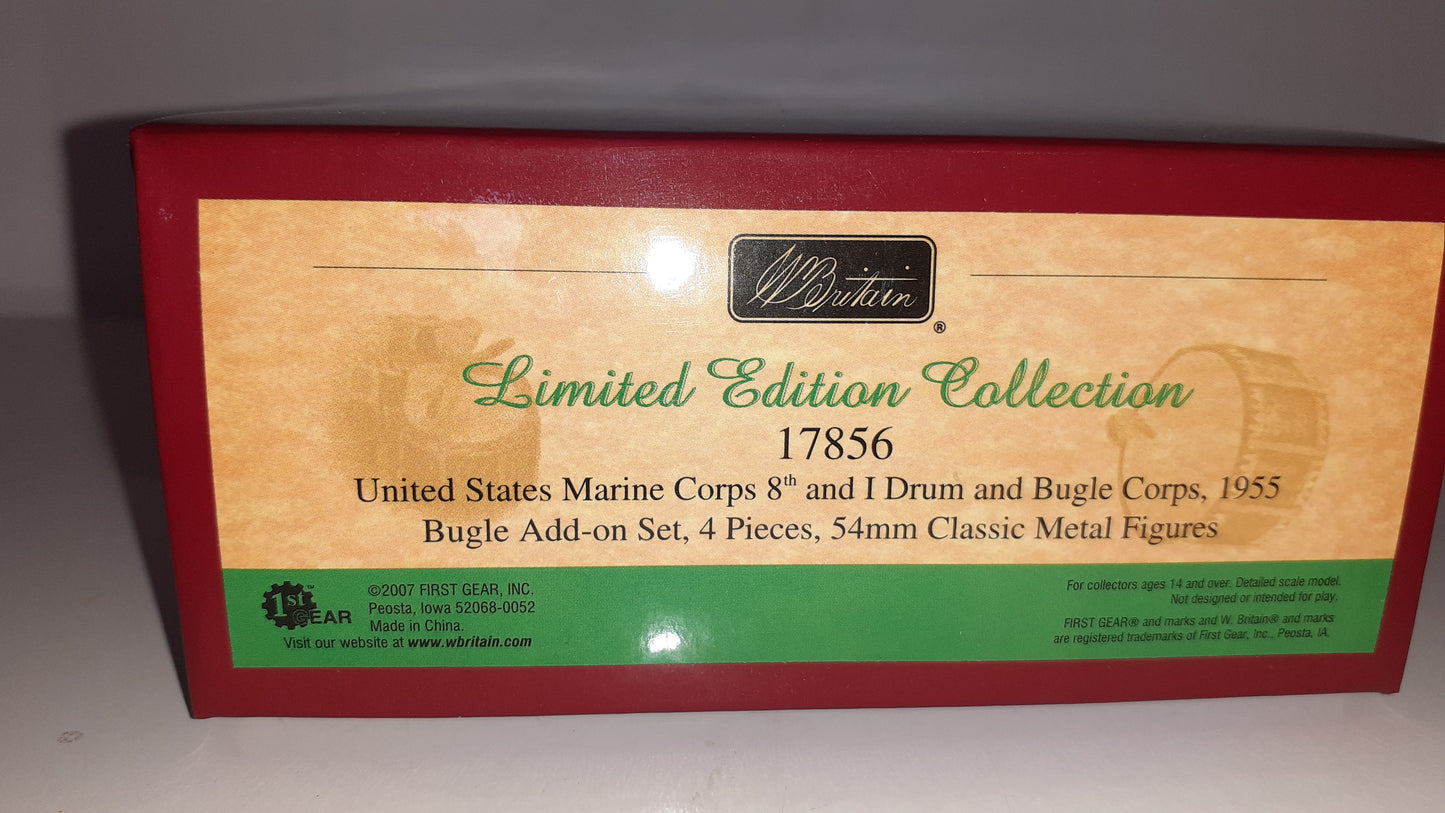 W Britain ®
Limited Edition Collection
17856
United States Marine Corps 8th and I Drum and Bugle Corps, 1955
Bugle Add-on Set, 4 Pieces, 54mm Classic Metal Figures
1st GEAR ™
©2007 FIRST GEAR, INC.
Peosta, Iowa 52068-0052
Made in China.
Visit our website at www.wbritain.com
For collectors ages 14 and over. Detailed scale model.
Not designed or intended for play.
FIRST GEAR® and marks and W. Britain® and marks
are registered trademarks of First Gear, Inc., Peosta, IA.